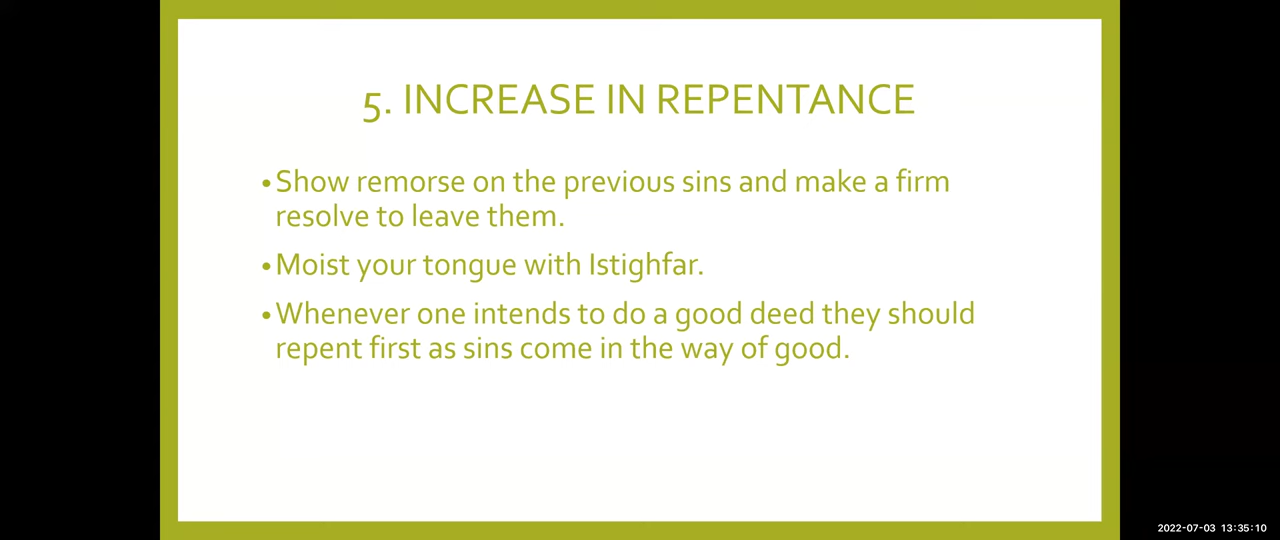 5. INCREASE IN REPENTANCE
•Show remorse on the previous sins and make a firm
resolve to leave them.
•Moist your tongue with Istighfar.
•Whenever one intends to do a good deed they should
repent first as sins come in the way of good.
2022-07-03 13:35:10